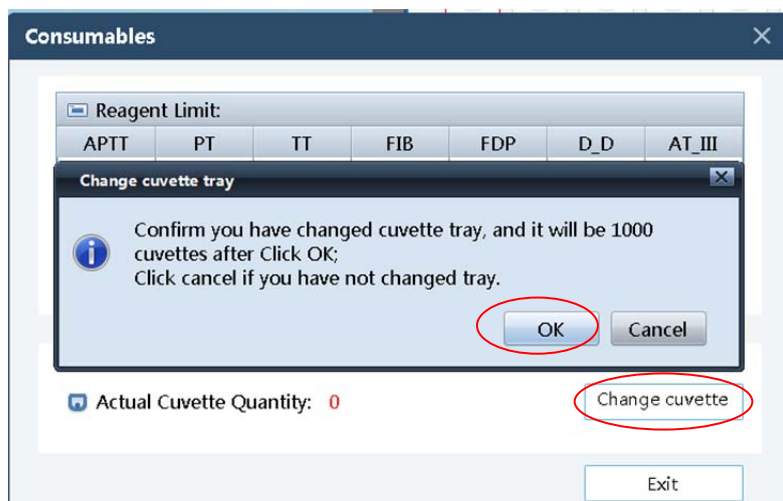 Consumables
Reagent Limit:
APTT PT TT FIB FDP D_D AT_III
Change cuvette tray
Confirm you have changed cuvette tray, and it will be 1000
cuvettes after Click OK;
Click cancel if you have not changed tray.
OK Cancel
Actual Cuvette Quantity: 0 Change cuvette
Exit